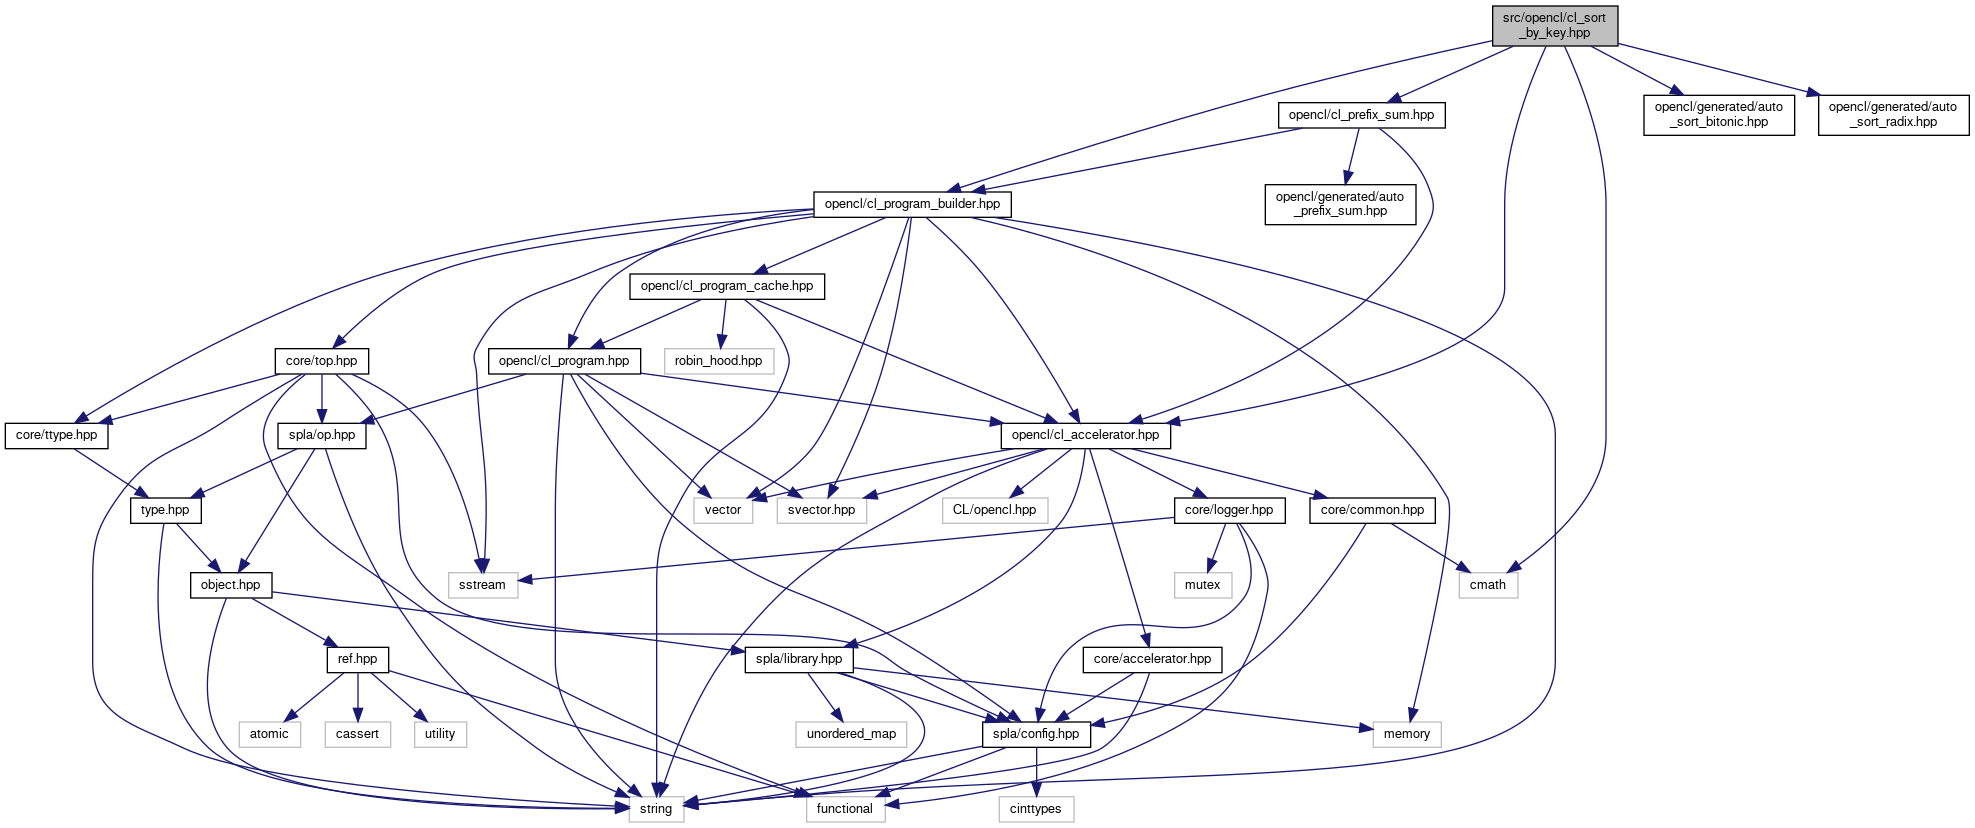 src/opencl/cl_sort
_by_key.hpp
opencl/cl_prefix_sum.hpp
opencl/generated/auto
_sort_bitonic.hpp
opencl/generated/auto
_sort_radix.hpp
opencl/cl_program_builder.hpp
opencl/generated/auto
_prefix_sum.hpp
opencl/cl_program_cache.hpp
core/top.hpp
opencl/cl_program.hpp
robin_hood.hpp
core/ttype.hpp
spla/op.hpp
opencl/cl_accelerator.hpp
type.hpp
vector
svector.hpp
CL/opencl.hpp
core/logger.hpp
core/common.hpp
object.hpp
sstream
mutex
cmath
ref.hpp
spla/library.hpp
core/accelerator.hpp
atomic
cassert
utility
unordered_map
spla/config.hpp
memory
string
functional
cinttypes